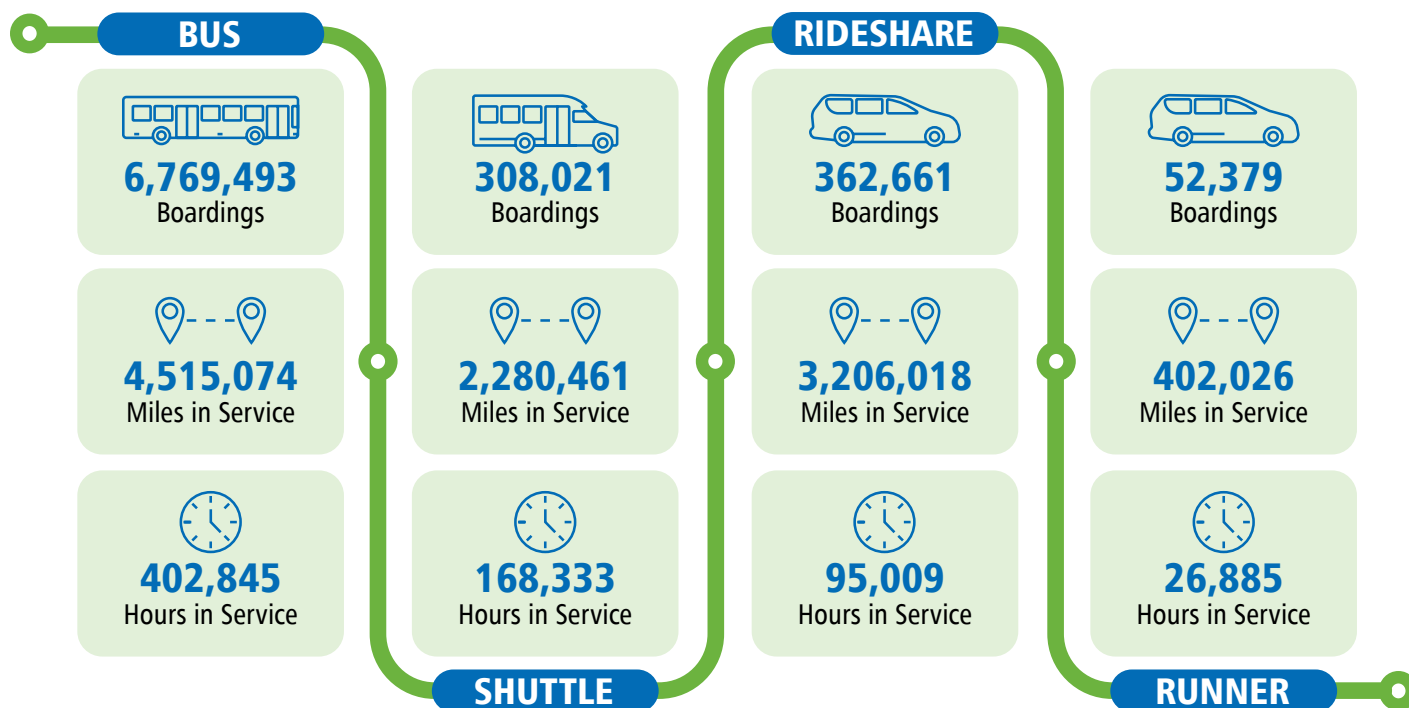 BUS
6,769,493
Boardings
4,515,074
Miles in Service
402,845
Hours in Service
308,021
Boardings
2,280,461
Miles in Service
168,333
Hours in Service
SHUTTLE
RIDESHARE
362,661
Boardings
3,206,018
Miles in Service
95,009
Hours in Service
52,379
Boardings
402,026
Miles in Service
26,885
Hours in Service
RUNNER